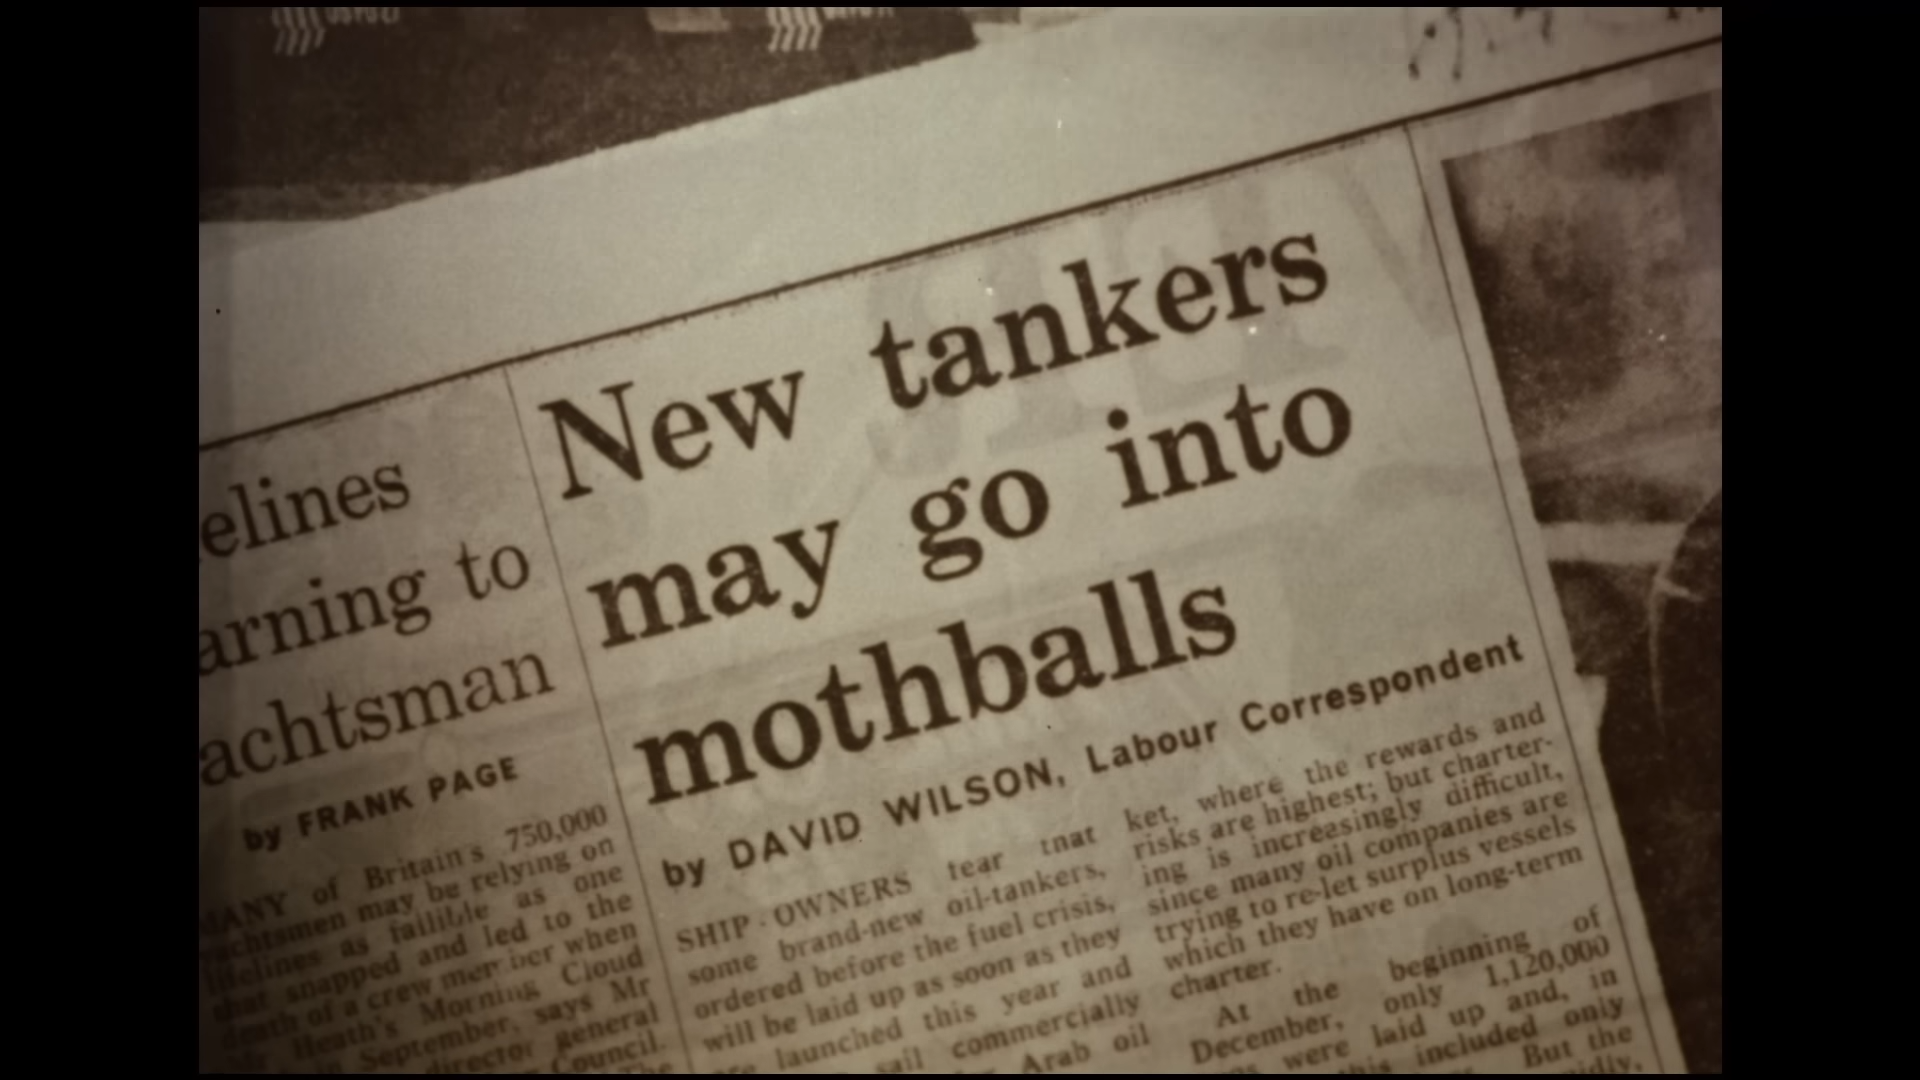 elines
arning to
achtsman
by FRANK PAGE
MANY of Britain's 750,000
yachtsmen may be relying on
lifelines as fallible as one
that snapped and led to the
death of a crew member when
Mr Heath's Morning Cloud
in September, says Mr
director general
Council.
The
New tankers
may go into
mothballs
by DAVID WILSON, Labour Correspondent
SHIP-OWNERS fear that
some brand-new oil-tankers,
ordered before the fuel crisis,
will be laid up as soon as they
are launched this year and
sail commercially
Arab oil
ket, where the rewards and
risks are highest; but charter-
ing is increasingly difficult,
since many oil companies are
trying to re-let surplus vessels
which they have on long-term
charter.
At the beginning of
December, only 1,120,000
were laid up and, in
this included only
But the